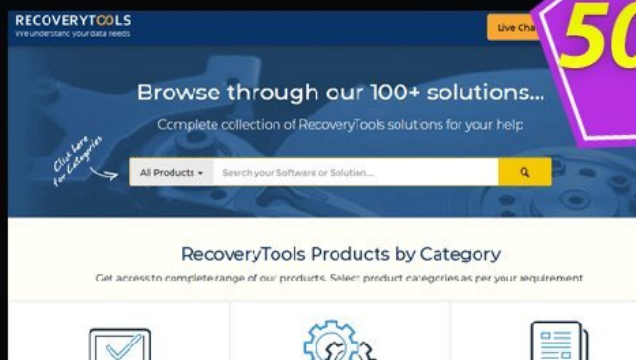 RECOVERYTOOLS
We understand your data needs
Live Cha
50
Browse through our 100+ solutions...
Complete collection of RecoveryTools solutions for your help
Click here
for Categories
All Products
Search your Software or Solution....
RecoveryTools Products by Category
Get access to complete range of our products. Select product categories as per your requirement